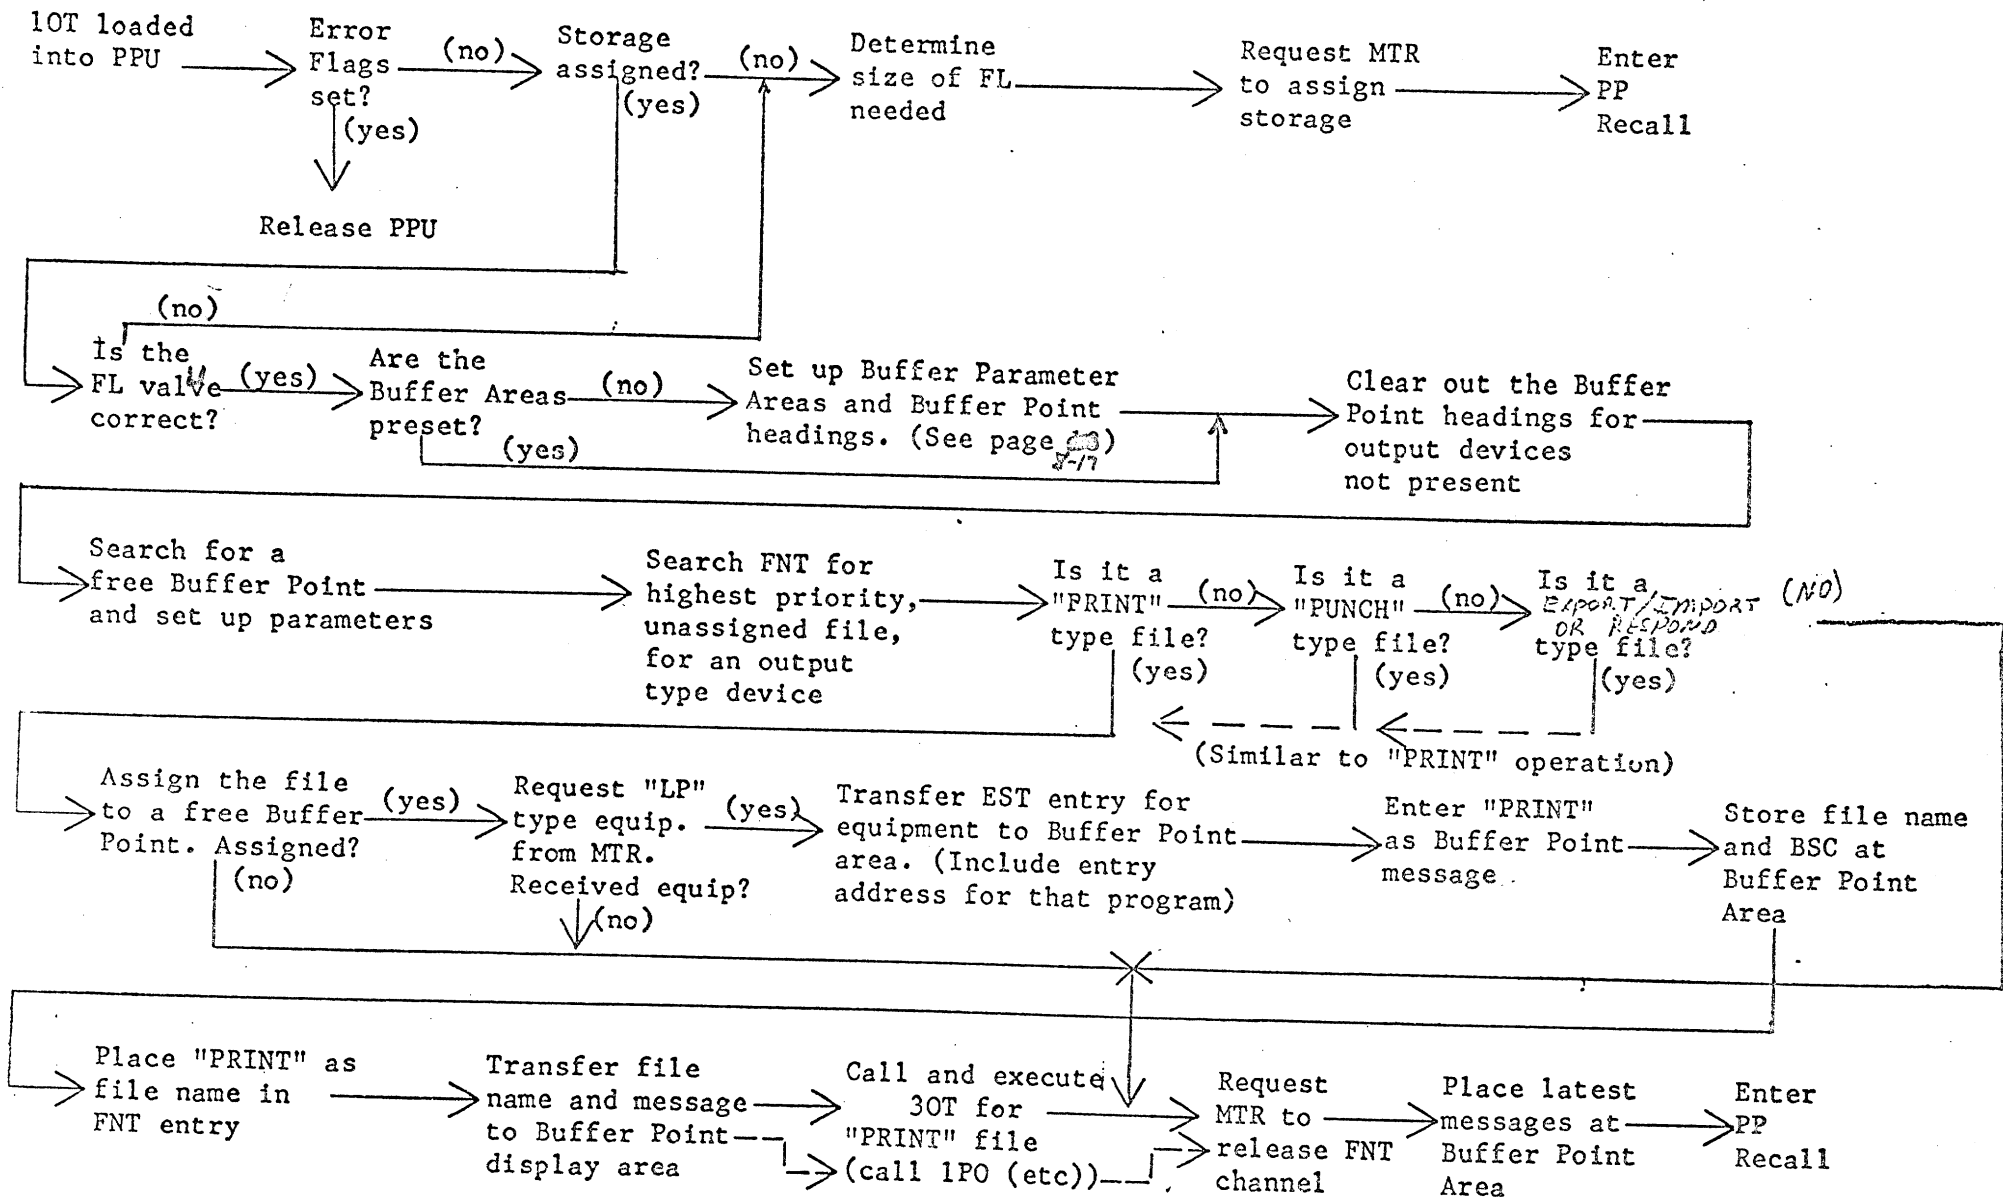 1OT loaded
into PPU
Error
Flags
set?
(no)
(yes)
Release PPU
Storage
assigned?
(no)
(yes)
Determine
size of FL
needed
Request MTR
to assign
storage
Enter
PP
Recall
(no)
Is the
FL value
correct?
(yes)
Are the
Buffer Areas
preset?
(no)
(yes)
Set up Buffer Parameter
Areas and Buffer Point
headings. (See page )
8-17
Clear out the Buffer
Point headings for
output devices
not present
Search for a
free Buffer Point
and set up parameters
Search FNT for
highest priority,
unassigned file,
for an output
type device
Is it a
"PRINT"
type file?
(no)
(yes)
Is it a
"PUNCH"
type file?
(no)
(yes)
Is it a
EXPORT/IMPORT
OR RESPOND
type file?
(NO)
(yes)
(Similar to "PRINT" operation)
Assign the file
to a free Buffer
Point. Assigned?
(yes)
(no)
Request "LP"
type equip.
from MTR.
Received equip?
(yes)
(no)
Transfer EST entry for
equipment to Buffer Point
area. (Include entry
address for that program)
Enter "PRINT"
as Buffer Point
message
Store file name
and BSC at
Buffer Point
Area
Place "PRINT" as
file name in
FNT entry
Transfer file
name and message
to Buffer Point
display area
Call and execute
3OT for
"PRINT" file
(call 1PO (etc))
Request
MTR to
release FNT
channel
Place latest
messages at
Buffer Point
Area
Enter
PP
Recall